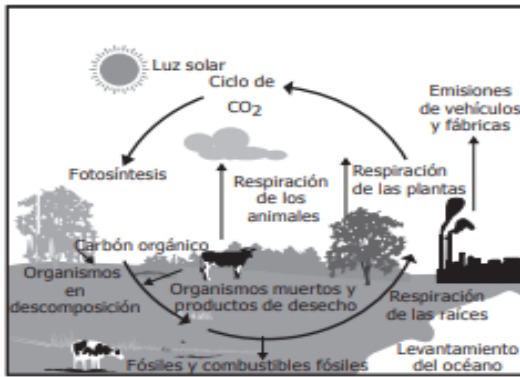 Luz solar
Ciclo de
CO2
Emisiones
de vehículos
y fábricas
Fotosíntesis
Respiración
de los
animales
Respiración
de las plantas
Carbón orgánico
Organismos
en
descomposición
Organismos muertos y
productos de desecho
Respiración
de las raíces
Fósiles y combustibles fósiles
Levantamiento
del océano